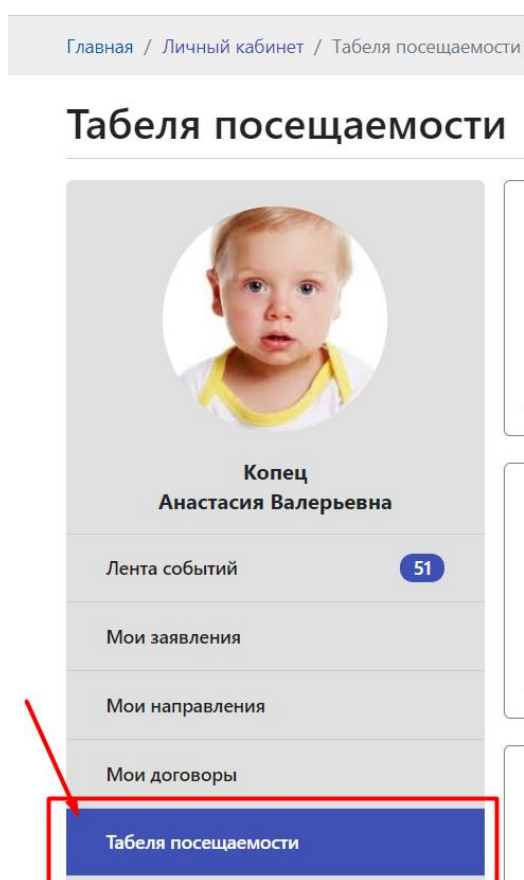 Главная / Личный кабинет / Табеля посещаемости
Табеля посещаемости
Копец
Анастасия Валерьевна
Лента событий 51
Мои заявления
Мои направления
Мои договоры
Табеля посещаемости